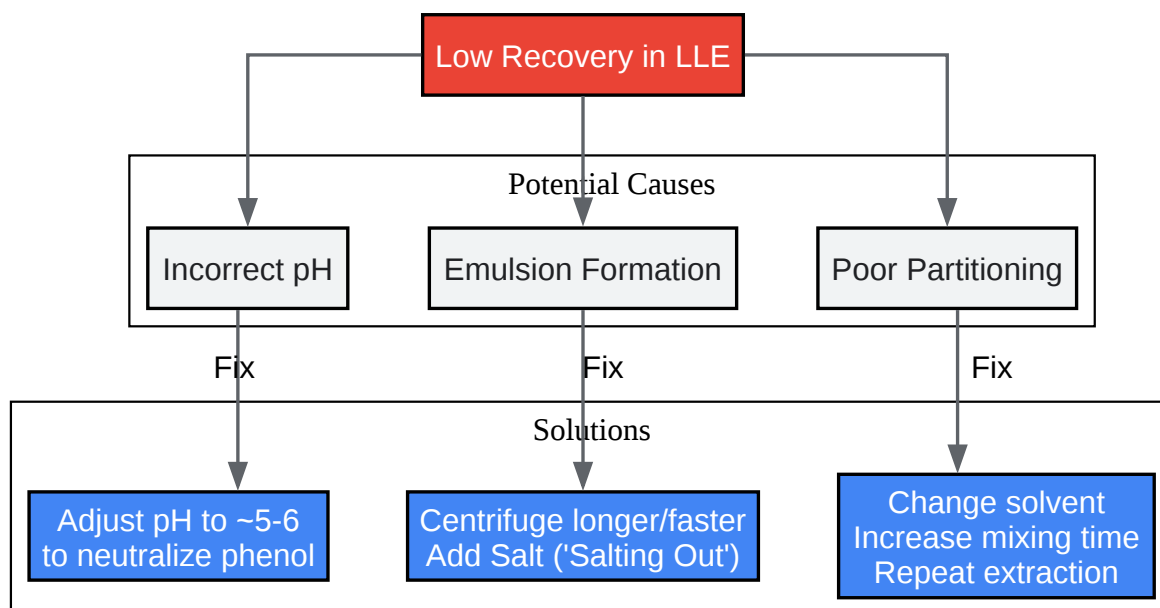 Low Recovery in LLE
Potential Causes
Incorrect pH
Emulsion Formation
Poor Partitioning
Fix
Fix
Fix
Solutions
Adjust pH to ~5-6
to neutralize phenol
Centrifuge longer/faster
Add Salt ('Salting Out')
Change solvent
Increase mixing time
Repeat extraction